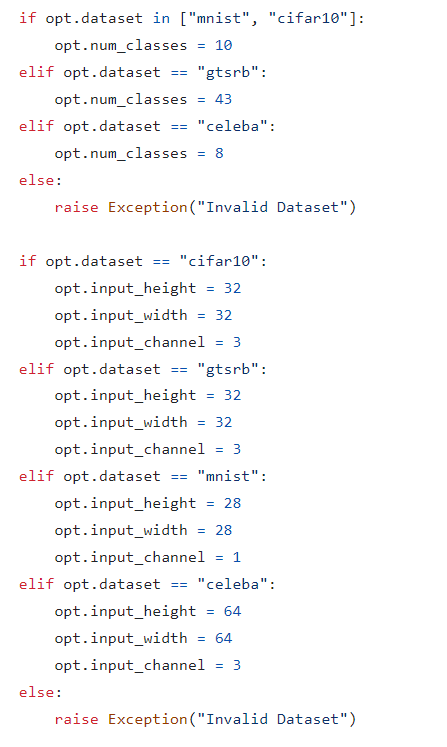 if opt.dataset in ["mnist", "cifar10"]:
    opt.num_classes = 10
elif opt.dataset == "gtsrb":
    opt.num_classes = 43
elif opt.dataset == "celeba":
    opt.num_classes = 8
else:
    raise Exception("Invalid Dataset")

if opt.dataset == "cifar10":
    opt.input_height = 32
    opt.input_width = 32
    opt.input_channel = 3
elif opt.dataset == "gtsrb":
    opt.input_height = 32
    opt.input_width = 32
    opt.input_channel = 3
elif opt.dataset == "mnist":
    opt.input_height = 28
    opt.input_width = 28
    opt.input_channel = 1
elif opt.dataset == "celeba":
    opt.input_height = 64
    opt.input_width = 64
    opt.input_channel = 3
else:
    raise Exception("Invalid Dataset")